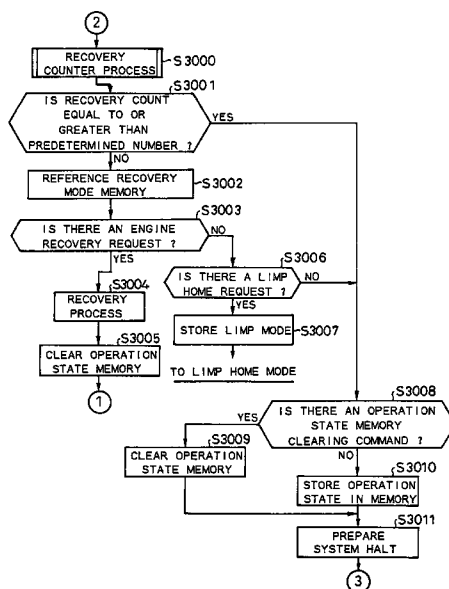 2
RECOVERY
COUNTER PROCESS
S3000
S3001
IS RECOVERY COUNT
EQUAL TO OR
GREATER THAN
PREDETERMINED NUMBER ?
YES
NO
REFERENCE RECOVERY
MODE MEMORY
S3002
S3003
IS THERE AN ENGINE
RECOVERY REQUEST ?
NO
YES
S3006
IS THERE A LIMP
HOME REQUEST ?
NO
YES
S3004
RECOVERY
PROCESS
STORE LIMP MODE
S3007
S3005
CLEAR OPERATION
STATE MEMORY
TO LIMP HOME MODE
1
S3008
IS THERE AN OPERATION
STATE MEMORY
CLEARING COMMAND ?
YES
NO
S3009
CLEAR OPERATION
STATE MEMORY
S3010
STORE OPERATION
STATE IN MEMORY
S3011
PREPARE
SYSTEM HALT
3